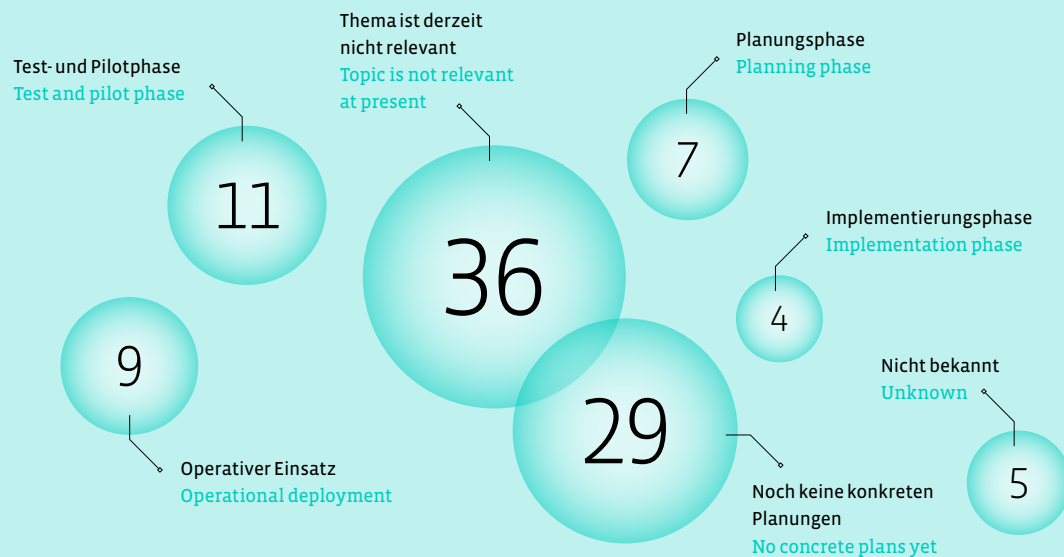 Test- und Pilotphase
Test and pilot phase
11
Thema ist derzeit
nicht relevant
Topic is not relevant
at present
36
Planungsphase
Planning phase
7
Implementierungsphase
Implementation phase
4
9
Operativer Einsatz
Operational deployment
29
Noch keine konkreten
Planungen
No concrete plans yet
Nicht bekannt
Unknown
5